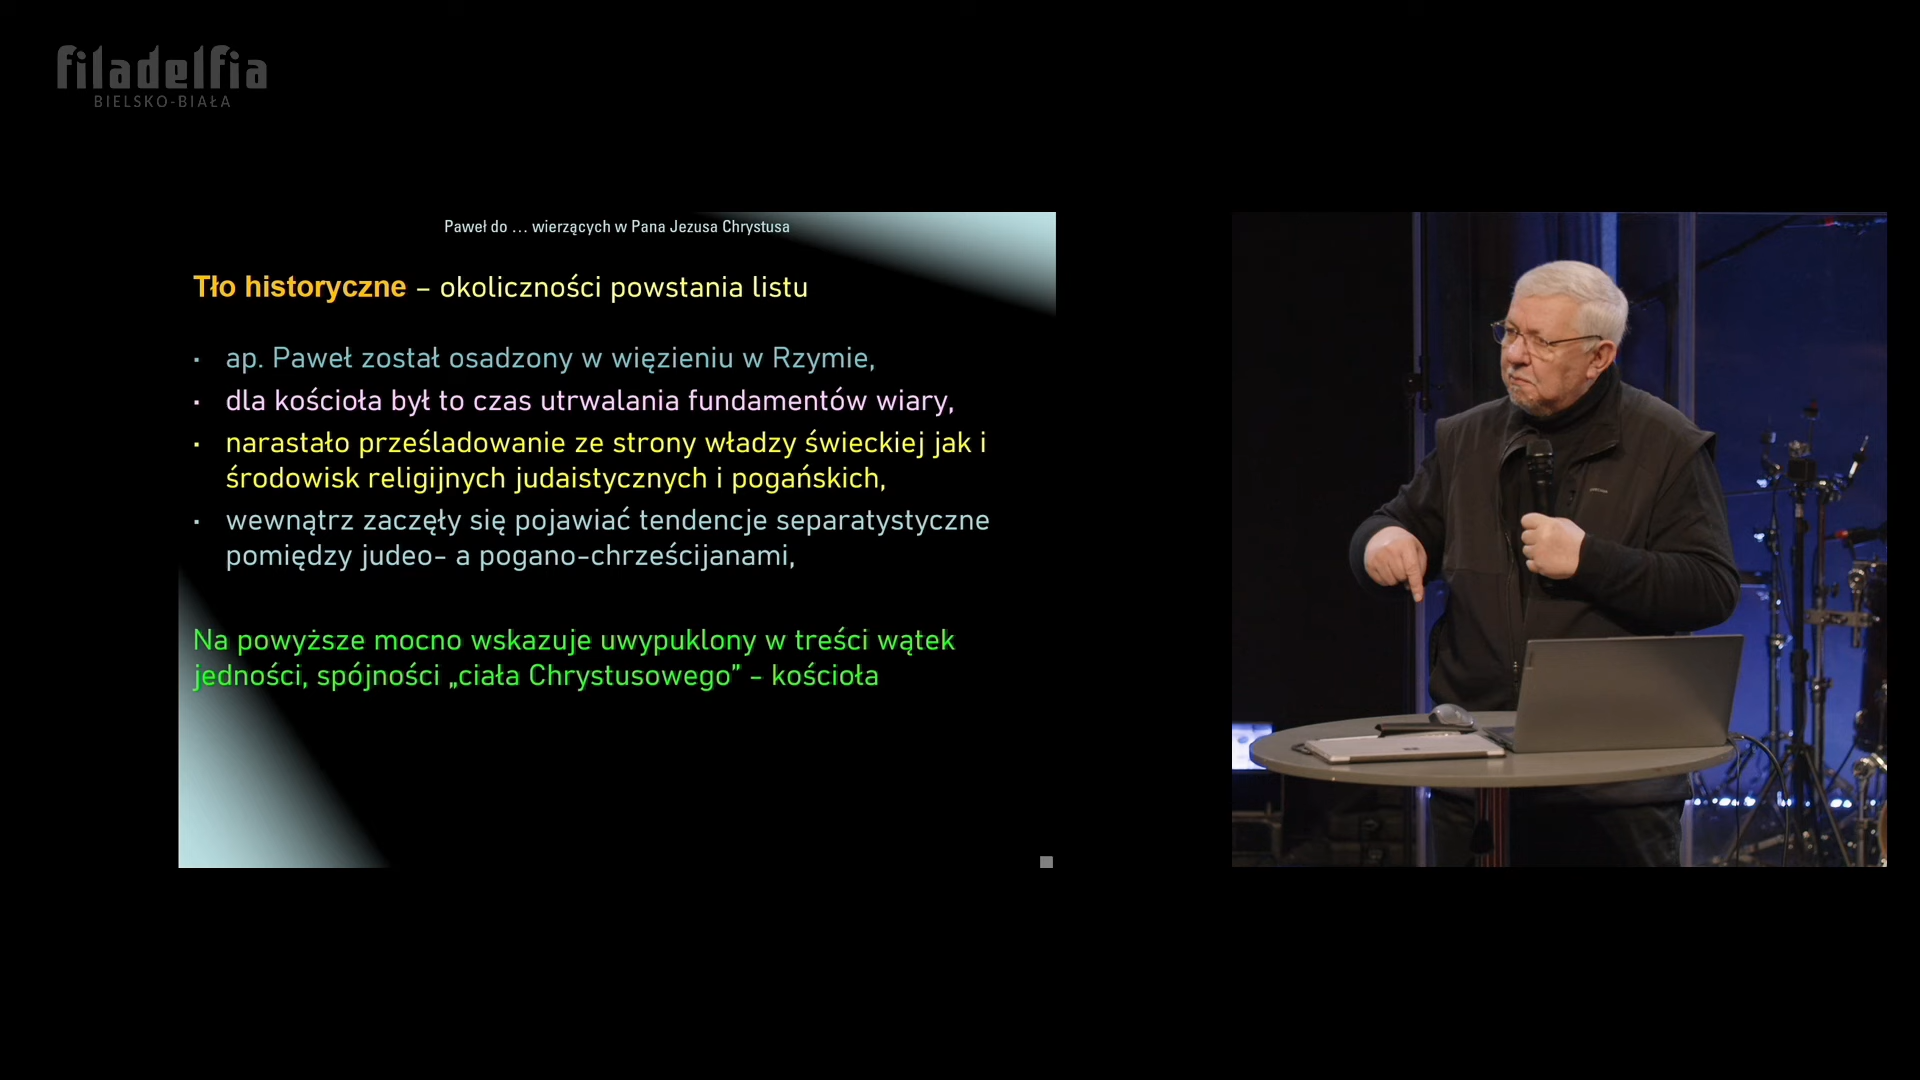 filadelfia
BIELSKO-BIAŁA
Paweł do … wierzących w Pana Jezusa Chrystusa
Tło historyczne – okoliczności powstania listu
▪ ap. Paweł został osadzony w więzieniu w Rzymie,
▪ dla kościoła był to czas utrwalania fundamentów wiary,
▪ narastało prześladowanie ze strony władzy świeckiej jak i
środowisk religijnych judaistycznych i pogańskich,
▪ wewnątrz zaczęły się pojawiać tendencje separatystyczne
pomiędzy judeo- a pogano-chrześcijanami,
Na powyższe mocno wskazuje uwypuklony w treści wątek
jedności, spójności „ciała Chrystusowego” - kościoła